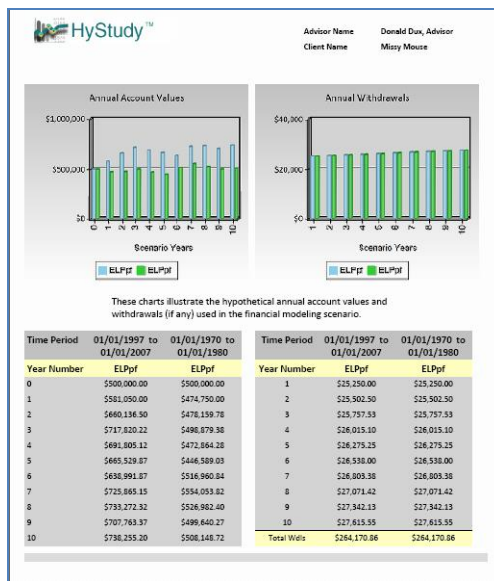 HyStudy™
Advisor Name Donald Dux, Advisor
Client Name Missy Mouse
Annual Account Values
$1,000,000
$500,000
$0
0 1 2 3 4 5 6 7 8 9 10
Scenario Years
ELPpf ELPpf
Annual Withdrawals
$40,000
$20,000
$0
1 2 3 4 5 6 7 8 9 10
Scenario Years
ELPpf ELPpf
These charts illustrate the hypothetical annual account values and
withdrawals (if any) used in the financial modeling scenario.
Time Period 01/01/1997 to 01/01/1970 to
01/01/2007 01/01/1980
Year Number ELPpf ELPpf
0 $500,000.00 $500,000.00
1 $581,050.00 $474,750.00
2 $660,136.50 $478,159.78
3 $717,820.22 $498,879.38
4 $691,805.12 $472,864.28
5 $665,529.87 $446,589.03
6 $638,991.87 $516,960.84
7 $725,865.15 $554,053.82
8 $733,272.32 $526,982.40
9 $707,763.37 $499,640.27
10 $738,255.20 $508,148.72
Time Period 01/01/1997 to 01/01/1970 to
01/01/2007 01/01/1980
Year Number ELPpf ELPpf
1 $25,250.00 $25,250.00
2 $25,502.50 $25,502.50
3 $25,757.53 $25,757.53
4 $26,015.10 $26,015.10
5 $26,275.25 $26,275.25
6 $26,538.00 $26,538.00
7 $26,803.38 $26,803.38
8 $27,071.42 $27,071.42
9 $27,342.13 $27,342.13
10 $27,615.55 $27,615.55
Total Wdls $264,170.86 $264,170.86